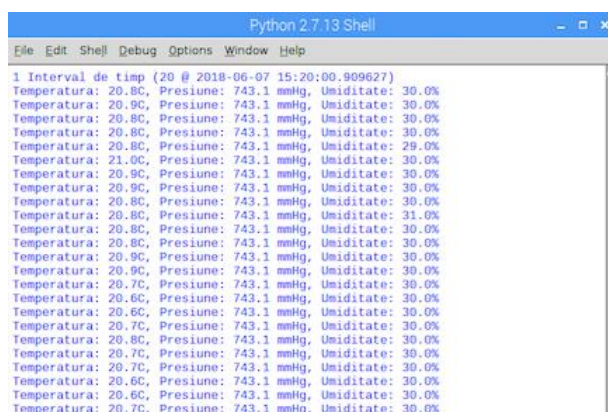 Python 2.7.13 Shell
File Edit Shell Debug Options Window Help
1 Interval de timp (20 @ 2018-06-07 15:20:00.909627)
Temperatura: 20.8C, Presiune: 743.1 mmHg, Umiditate: 30.0%
Temperatura: 20.9C, Presiune: 743.1 mmHg, Umiditate: 30.0%
Temperatura: 20.9C, Presiune: 743.1 mmHg, Umiditate: 30.0%
Temperatura: 20.8C, Presiune: 743.1 mmHg, Umiditate: 30.0%
Temperatura: 20.8C, Presiune: 743.1 mmHg, Umiditate: 29.0%
Temperatura: 21.0C, Presiune: 743.1 mmHg, Umiditate: 30.0%
Temperatura: 20.9C, Presiune: 743.1 mmHg, Umiditate: 30.0%
Temperatura: 20.9C, Presiune: 743.1 mmHg, Umiditate: 30.0%
Temperatura: 20.8C, Presiune: 743.1 mmHg, Umiditate: 30.0%
Temperatura: 20.8C, Presiune: 743.1 mmHg, Umiditate: 31.0%
Temperatura: 20.8C, Presiune: 743.1 mmHg, Umiditate: 30.0%
Temperatura: 20.8C, Presiune: 743.1 mmHg, Umiditate: 30.0%
Temperatura: 20.9C, Presiune: 743.1 mmHg, Umiditate: 30.0%
Temperatura: 20.9C, Presiune: 743.1 mmHg, Umiditate: 30.0%
Temperatura: 20.7C, Presiune: 743.1 mmHg, Umiditate: 30.0%
Temperatura: 20.6C, Presiune: 743.1 mmHg, Umiditate: 30.0%
Temperatura: 20.6C, Presiune: 743.1 mmHg, Umiditate: 30.0%
Temperatura: 20.7C, Presiune: 743.1 mmHg, Umiditate: 30.0%
Temperatura: 20.8C, Presiune: 743.1 mmHg, Umiditate: 30.0%
Temperatura: 20.7C, Presiune: 743.1 mmHg, Umiditate: 30.0%
Temperatura: 20.7C, Presiune: 743.1 mmHg, Umiditate: 30.0%
Temperatura: 20.6C, Presiune: 743.1 mmHg, Umiditate: 30.0%
Temperatura: 20.6C, Presiune: 743.1 mmHg, Umiditate: 30.0%
Temperatura: 20.7C, Presiune: 743.1 mmHg, Umiditate: 30.0%